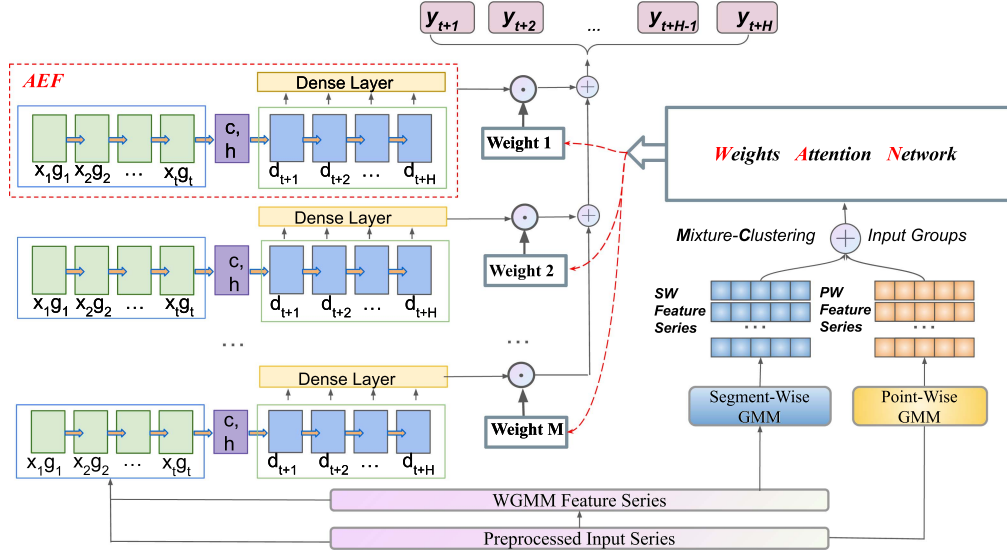 y_{t+1} y_{t+2} ... y_{t+H-1} y_{t+H}
AEF
Dense Layer
c,
h
x_1g_1 x_2g_2 ... x_tg_t
d_{t+1} d_{t+2} ... d_{t+H}
Weight 1
Weights Attention Network
Dense Layer
c,
h
x_1g_1 x_2g_2 ... x_tg_t
d_{t+1} d_{t+2} ... d_{t+H}
Weight 2
Mixture-Clustering Input Groups
SW
Feature
Series
...
PW
Feature
Series
...
... ...
Dense Layer
c,
h
x_1g_1 x_2g_2 ... x_tg_t
d_{t+1} d_{t+2} ... d_{t+H}
Weight M
Segment-Wise
GMM
Point-Wise
GMM
WGMM Feature Series
Preprocessed Input Series